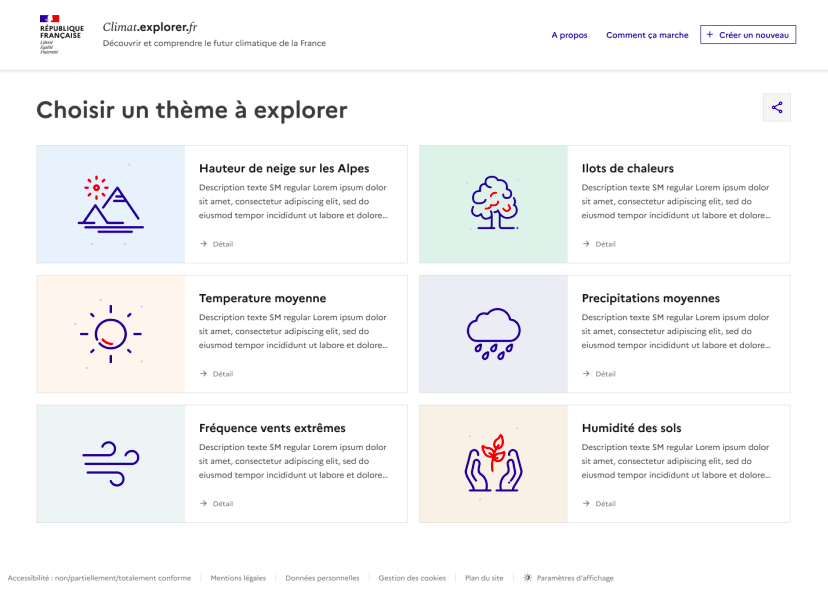 RÉPUBLIQUE
FRANÇAISE
Liberté
Égalité
Fraternité
Climat.explorer.fr
Découvrir et comprendre le futur climatique de la France
A propos
Comment ça marche
+ Créer un nouveau
Choisir un thème à explorer
Hauteur de neige sur les Alpes
Description texte SM regular Lorem ipsum dolor
sit amet, consectetur adipiscing elit, sed do
eiusmod tempor incididunt ut labore et dolore...
→ Détail
Ilots de chaleurs
Description texte SM regular Lorem ipsum dolor
sit amet, consectetur adipiscing elit, sed do
eiusmod tempor incididunt ut labore et dolore...
→ Détail
Temperature moyenne
Description texte SM regular Lorem ipsum dolor
sit amet, consectetur adipiscing elit, sed do
eiusmod tempor incididunt ut labore et dolore...
→ Détail
Precipitations moyennes
Description texte SM regular Lorem ipsum dolor
sit amet, consectetur adipiscing elit, sed do
eiusmod tempor incididunt ut labore et dolore...
→ Détail
Fréquence vents extrêmes
Description texte SM regular Lorem ipsum dolor
sit amet, consectetur adipiscing elit, sed do
eiusmod tempor incididunt ut labore et dolore...
→ Détail
Humidité des sols
Description texte SM regular Lorem ipsum dolor
sit amet, consectetur adipiscing elit, sed do
eiusmod tempor incididunt ut labore et dolore...
→ Détail
Accessibilité : non/partiellement/totalement conforme
Mentions légales
Données personnelles
Gestion des cookies
Plan du site
Paramètres d'affichage